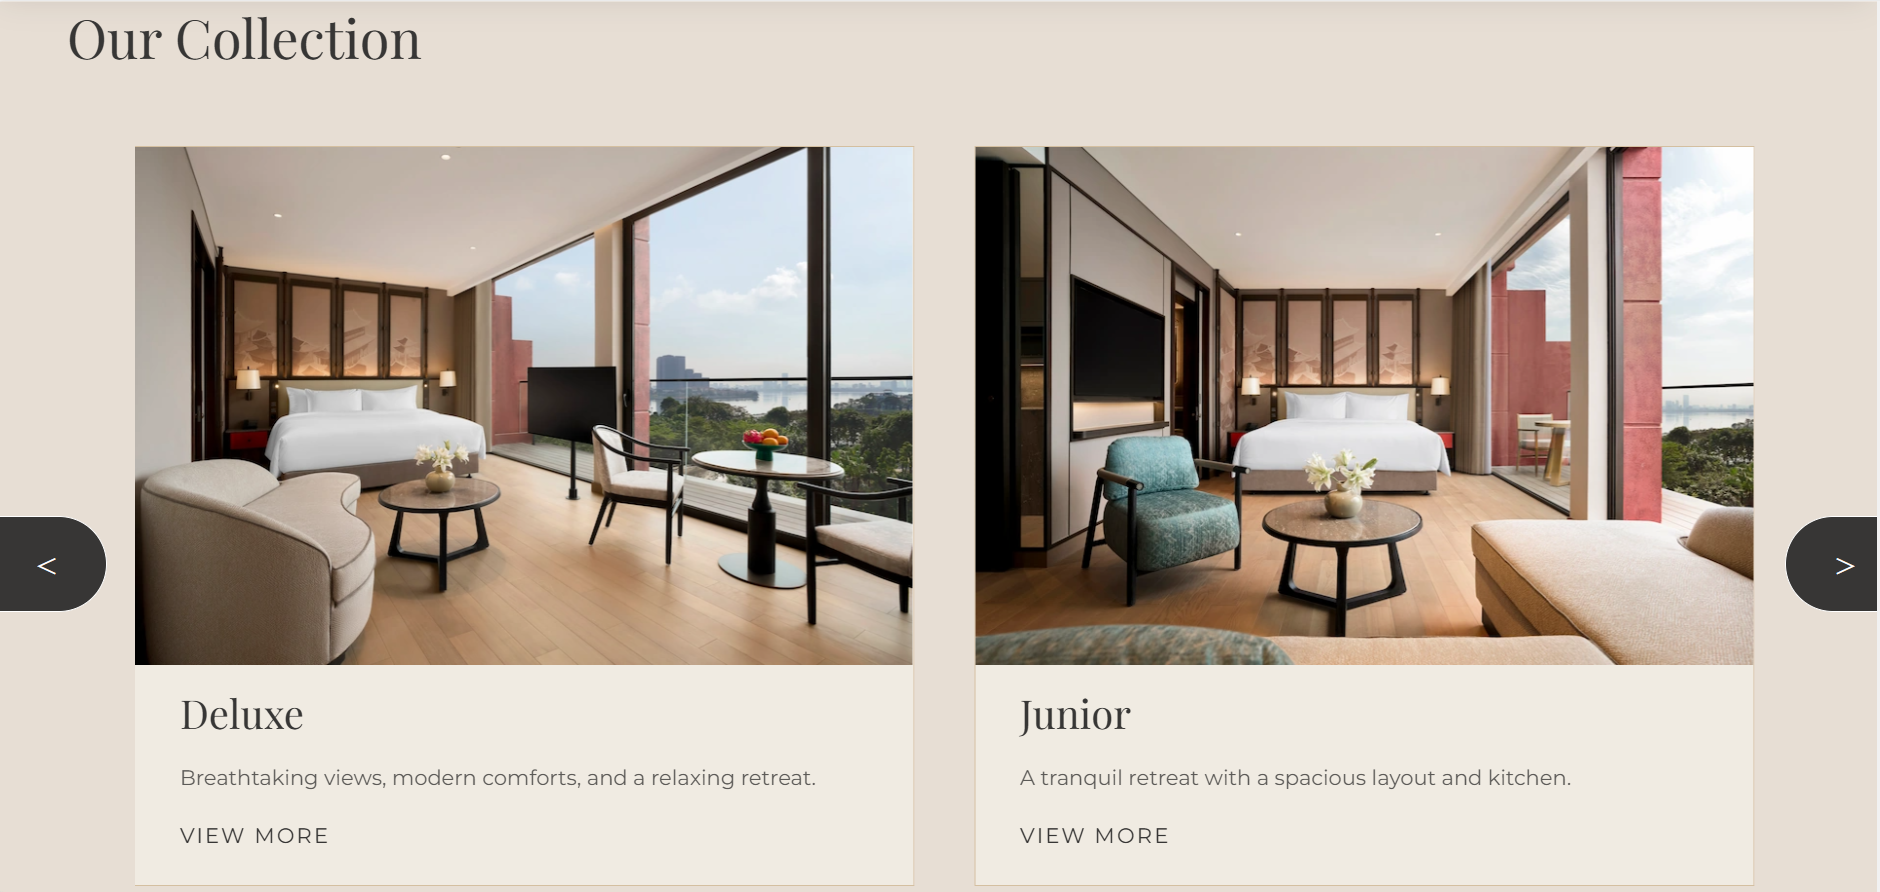 Our Collection
<
>
Deluxe
Breathtaking views, modern comforts, and a relaxing retreat.
VIEW MORE
Junior
A tranquil retreat with a spacious layout and kitchen.
VIEW MORE